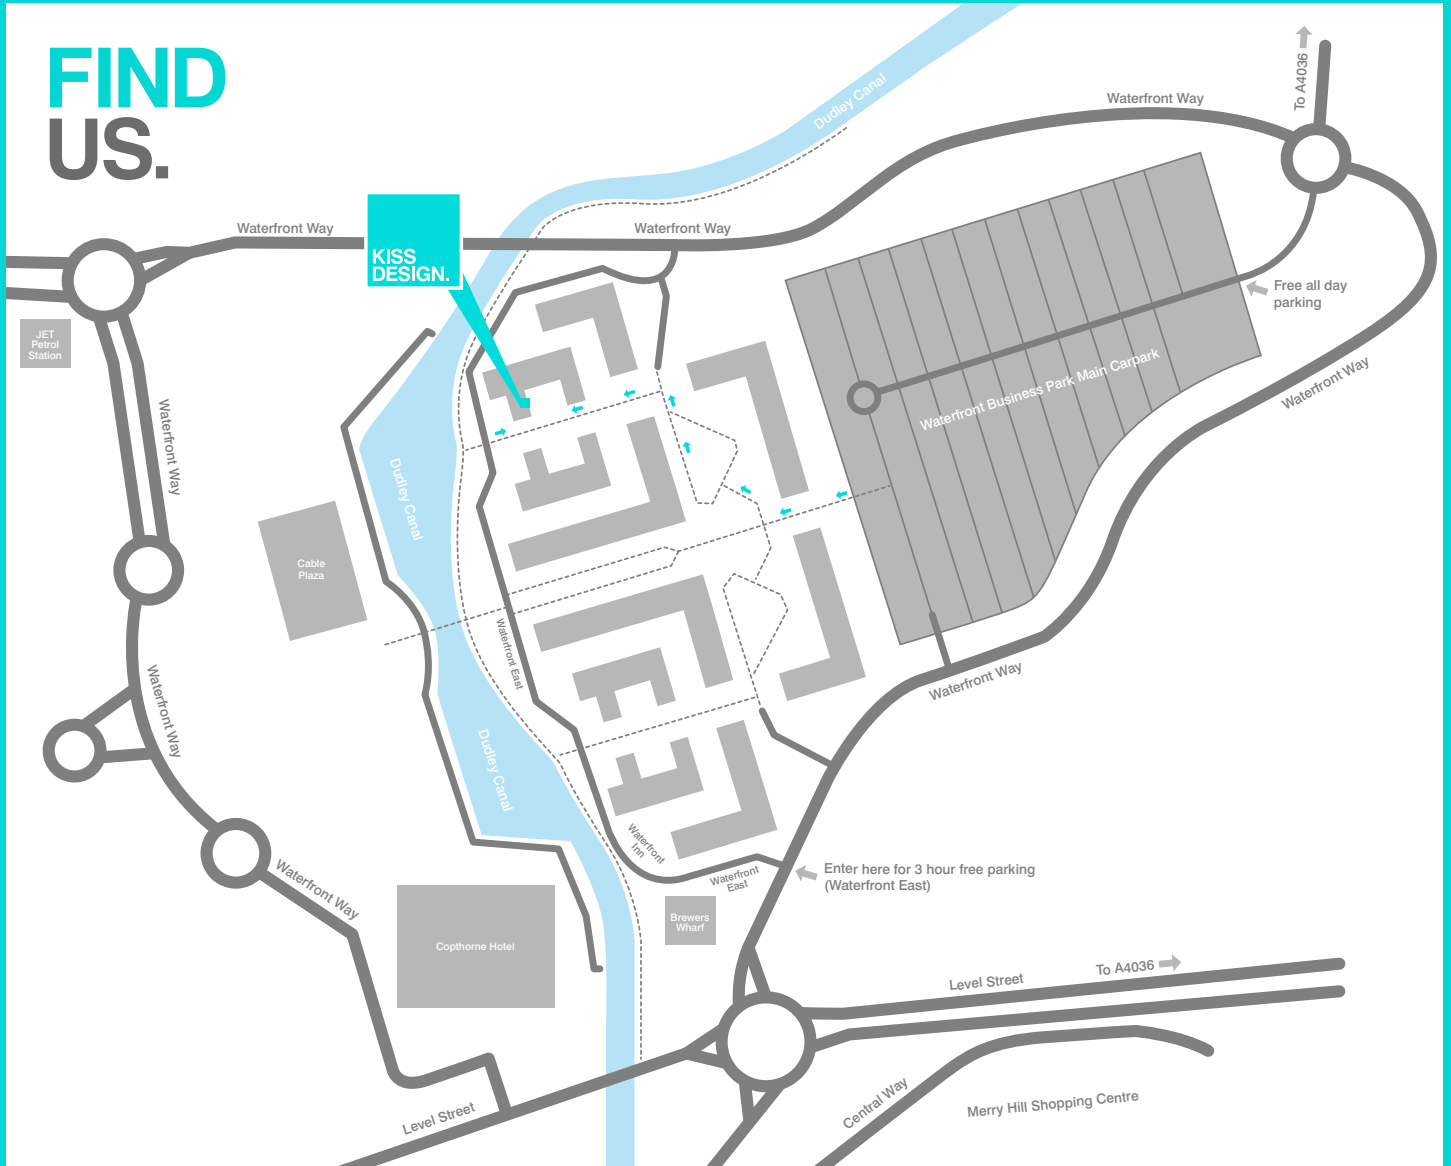 FIND
US.
Dudley Canal
Waterfront Way
To A4036
Waterfront Way
KISS
DESIGN.
Waterfront Way
Free all day
parking
JET
Petrol
Station
Waterfront Business Park Main Carpark
Waterfront Way
Waterfront Way
Dudley Canal
Cable
Plaza
Waterfront East
Waterfront Way
Waterfront Way
Dudley Canal
Waterfront
Inn
Waterfront
East
Enter here for 3 hour free parking
(Waterfront East)
Waterfront Way
Brewers
Wharf
Copthorne Hotel
To A4036
Level Street
Level Street
Central Way
Merry Hill Shopping Centre